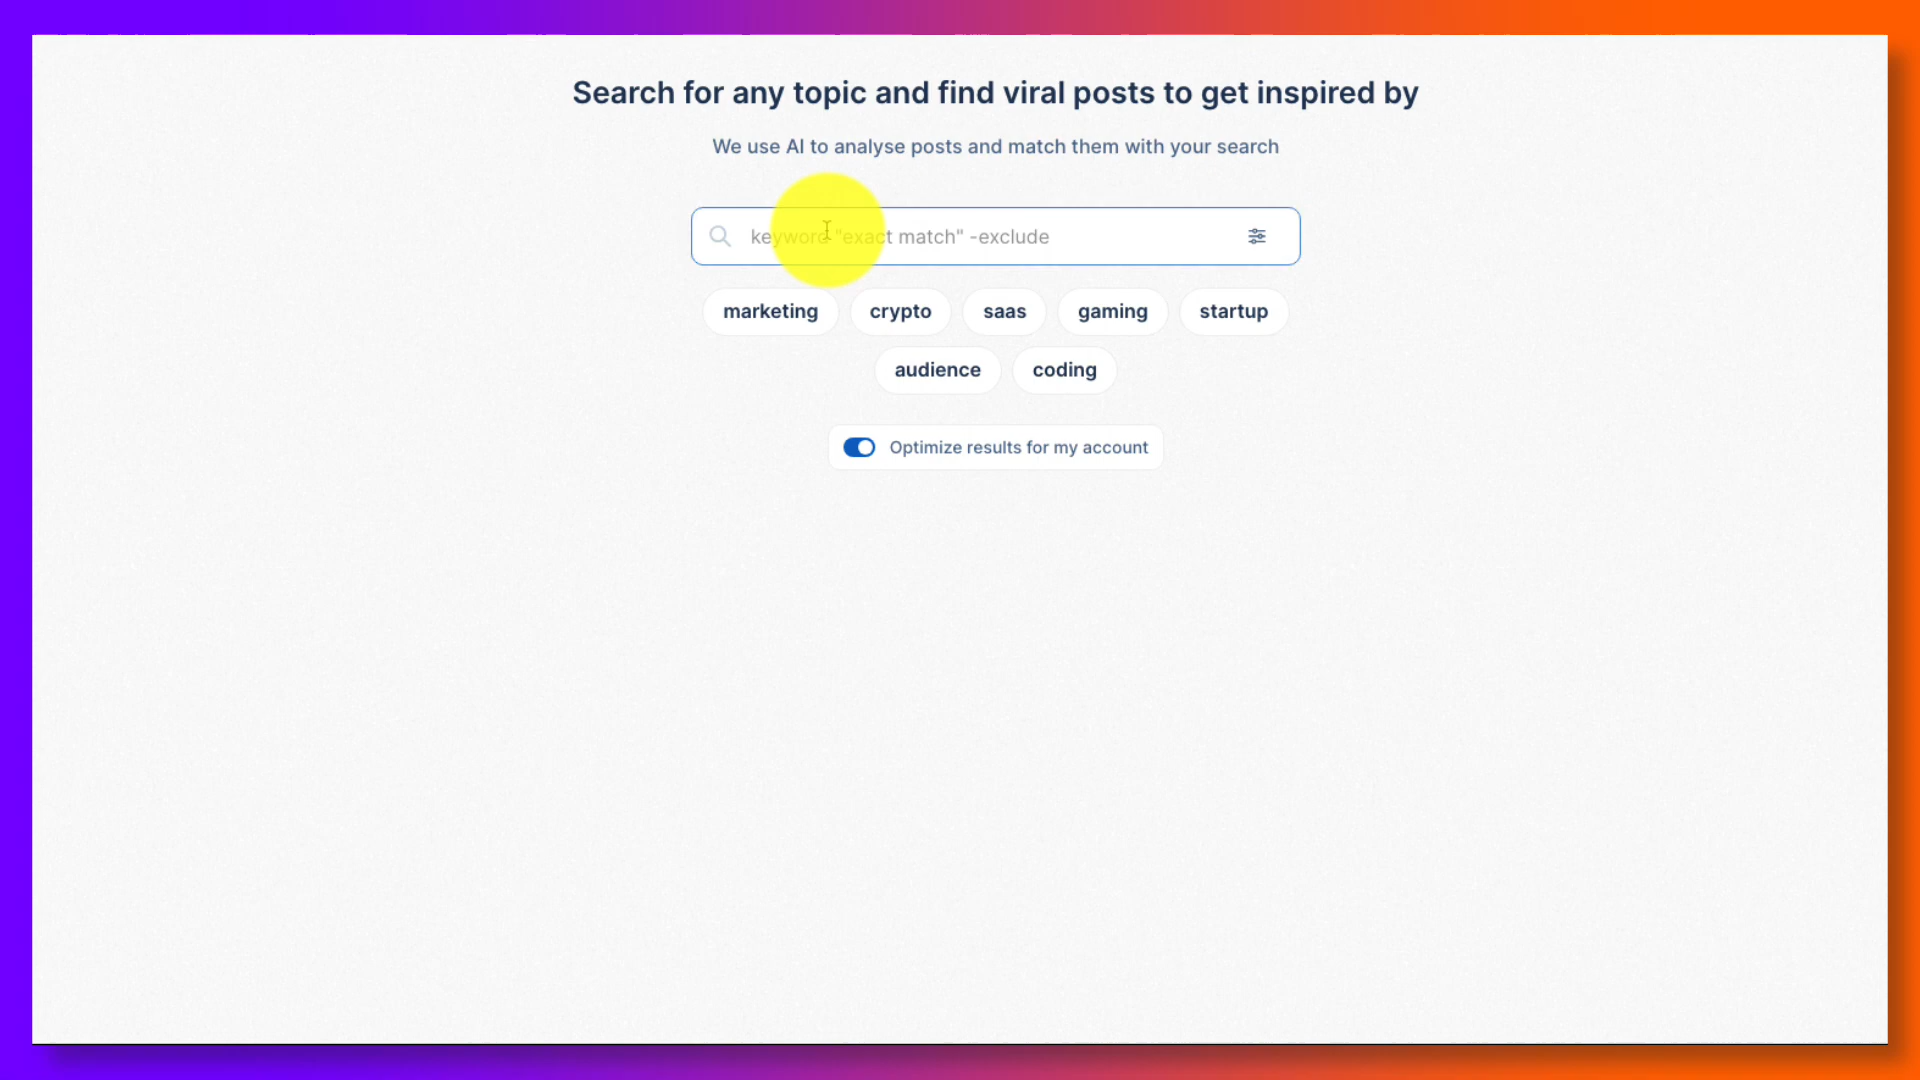 Search for any topic and find viral posts to get inspired by
We use AI to analyse posts and match them with your search
keyword "exact match" -exclude
marketing crypto saas gaming startup
audience coding
Optimize results for my account